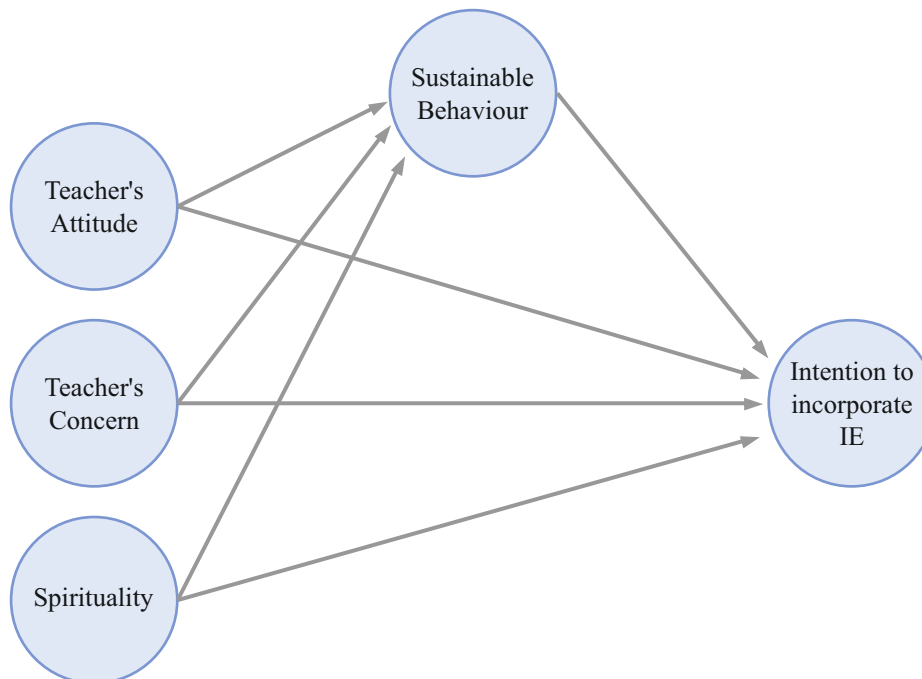 Sustainable
Behaviour
Teacher's
Attitude
Teacher's
Concern
Intention to
incorporate
IE
Spirituality